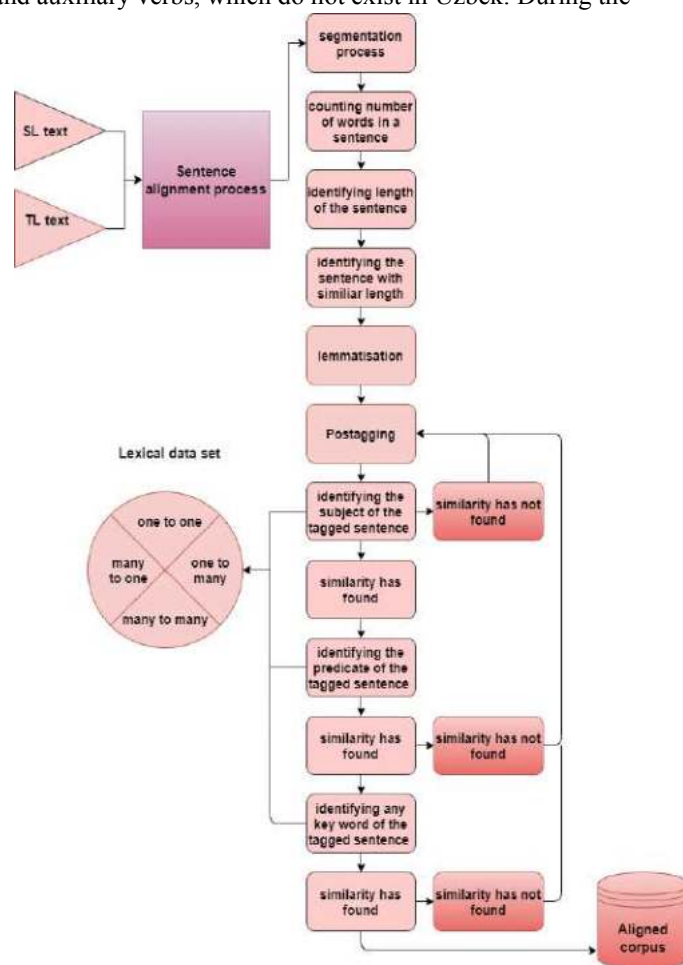 and auxiliary verbs, which do not exist in Uzbek. During the
segmentation
process
counting number
of words in a
sentence
SL text
Sentence
alignment process
TL text
identifying length
of the sentence
identifying the
sentence with
similiar length
lemmatisation
Postagging
Lexical data set
one to one
many
to one
one to
many
many to many
identifying the
subject of the
tagged sentence
similarity has not
found
similarity has
found
identifying the
predicate of the
tagged sentence
similarity has
found
similarity has not
found
identifying any
key word of the
tagged sentence
similarity has
found
similarity has not
found
Aligned
corpus